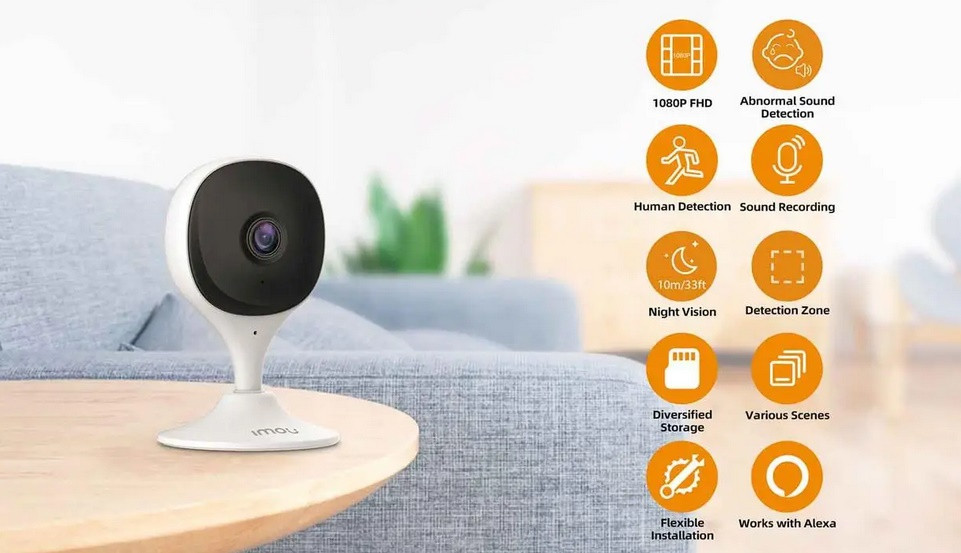 1080P
1080P FHD
Abnormal Sound
Detection
Human Detection
Sound Recording
10m/33ft
Night Vision
Detection Zone
Diversified
Storage
Various Scenes
Flexible
Installation
Works with Alexa
imou